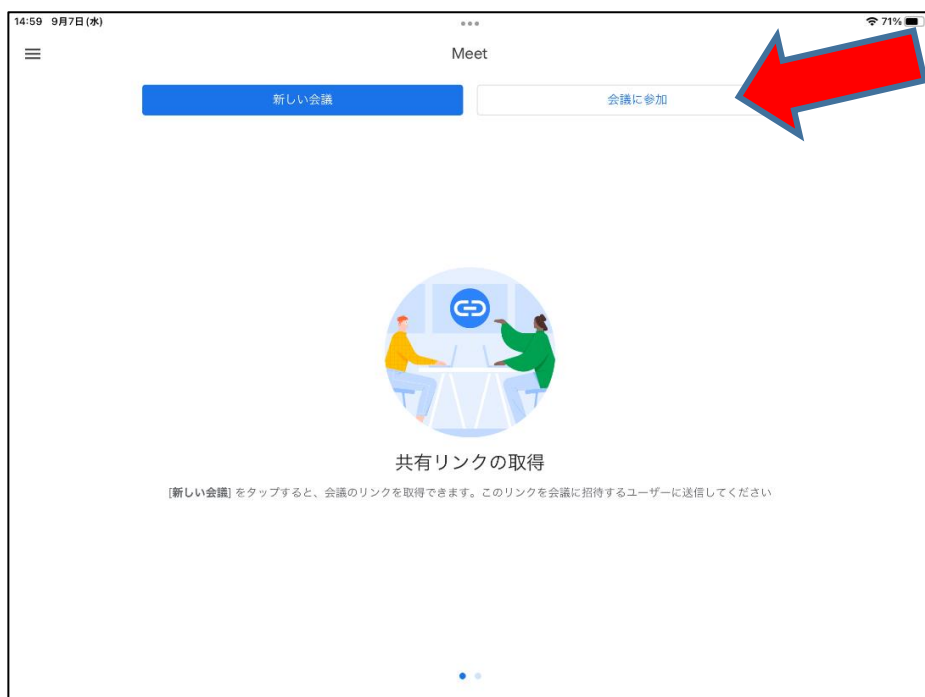 14:59 9月7日(水)
71%
Meet
新しい会議
会議に参加
共有リンクの取得
[新しい会議] をタップすると、会議のリンクを取得できます。このリンクを会議に招待するユーザーに送信してください